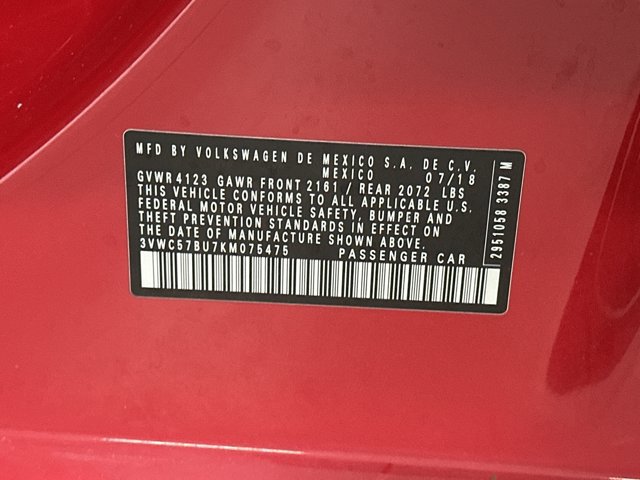 MFD BY VOLKSWAGEN DE MEXICO S.A. DE C.V.
MEXICO 07/18
GVWR 4123 GAWR FRONT 2161 / REAR 2072 LBS
THIS VEHICLE CONFORMS TO ALL APPLICABLE U.S.
FEDERAL MOTOR VEHICLE SAFETY, BUMPER AND
THEFT PREVENTION STANDARDS IN EFFECT ON
THE DATE OF MANUFACTURE SHOWN ABOVE.
3VWC57BU7KM075475 PASSENGER CAR
2951058 3387 M